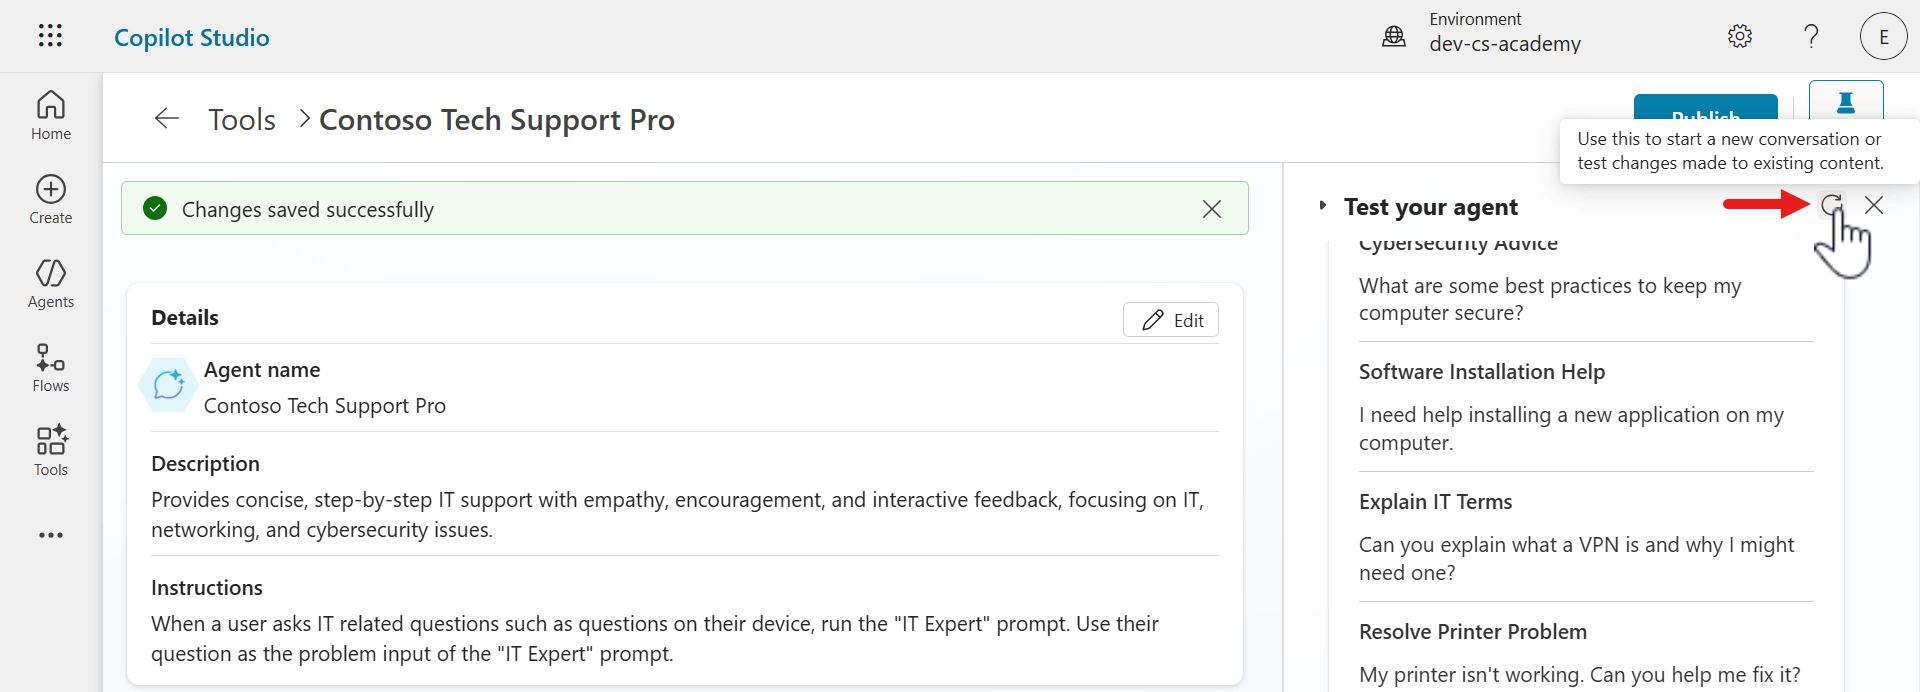 Copilot Studio
Environment
dev-cs-academy
?
E
Home
Create
Agents
Flows
Tools
Tools > Contoso Tech Support Pro
Publish
Use this to start a new conversation or
test changes made to existing content.
Changes saved successfully
Details
Edit
Agent name
Contoso Tech Support Pro
Description
Provides concise, step-by-step IT support with empathy, encouragement, and interactive feedback, focusing on IT,
networking, and cybersecurity issues.
Instructions
When a user asks IT related questions such as questions on their device, run the "IT Expert" prompt. Use their
question as the problem input of the "IT Expert" prompt.
Test your agent
Cybersecurity Advice
What are some best practices to keep my
computer secure?
Software Installation Help
I need help installing a new application on my
computer.
Explain IT Terms
Can you explain what a VPN is and why I might
need one?
Resolve Printer Problem
My printer isn't working. Can you help me fix it?